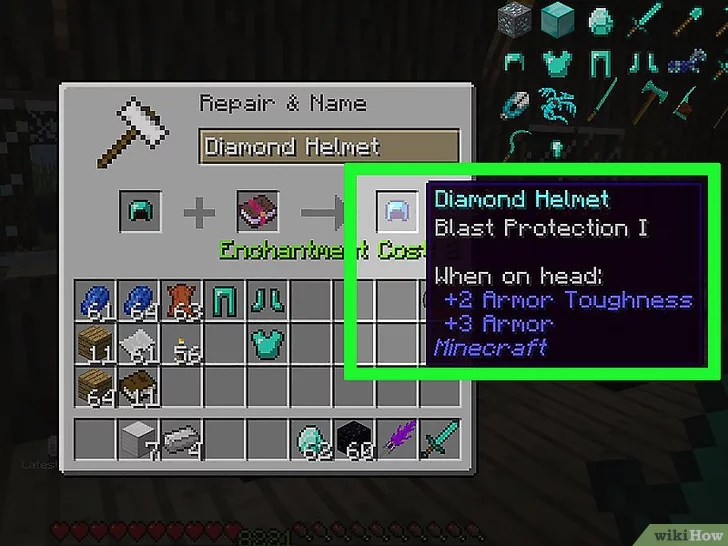 Repair & Name
Diamond Helmet
Diamond Helmet
Blast Protection I
Enchantment Cost
When on head:
+2 Armor Toughness
+3 Armor
Minecraft
61 64 63
11 61 56
64 11
7 4 62 60
Latest
wikiHow